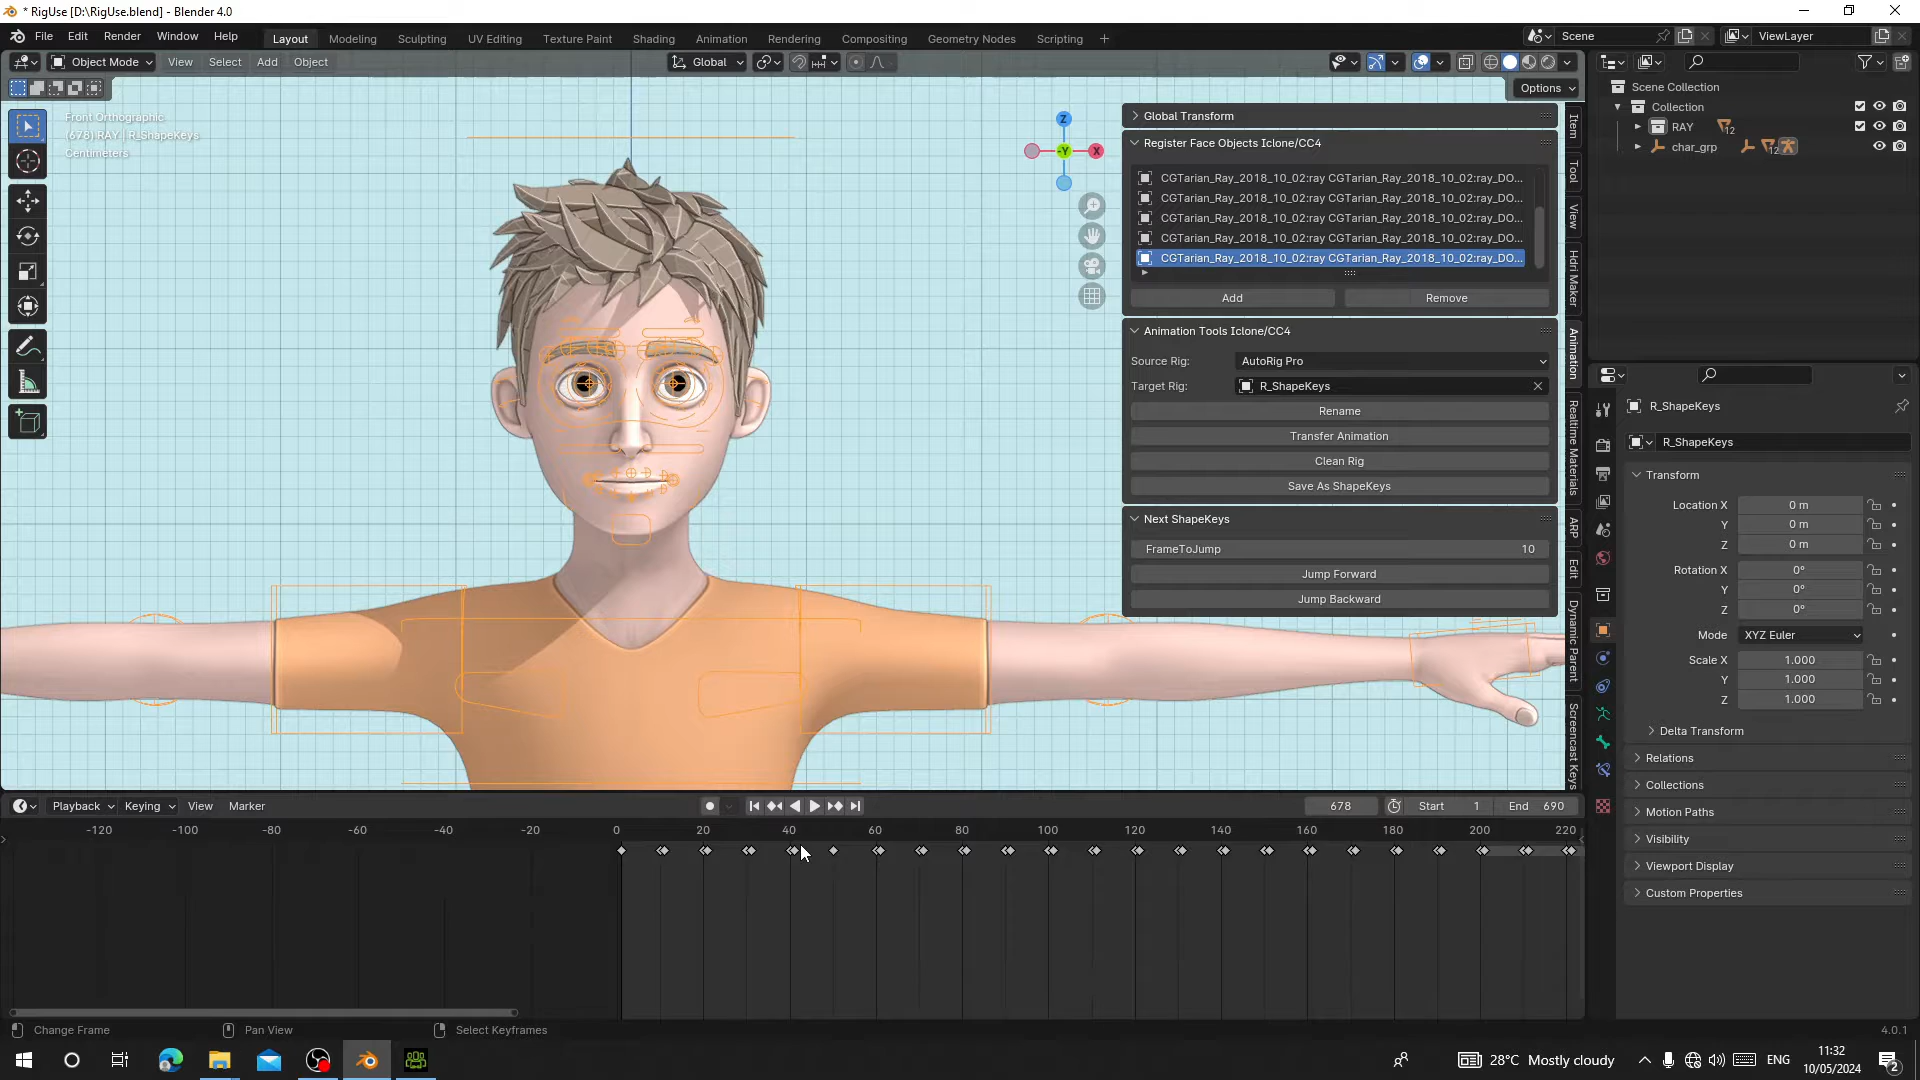 * RigUse [D:\RigUse.blend] - Blender 4.0
File Edit Render Window Help
Layout Modeling Sculpting UV Editing Texture Paint Shading Animation Rendering Compositing Geometry Nodes Scripting +
Scene
ViewLayer
Object Mode View Select Add Object
Global
Options
Front Orthographic
(678) RAY | R_ShapeKeys
Centimeters
Z
-Y
X
Global Transform
Register Face Objects Iclone/CC4
CGTarian_Ray_2018_10_02:ray CGTarian_Ray_2018_10_02:ray_DO...
CGTarian_Ray_2018_10_02:ray CGTarian_Ray_2018_10_02:ray_DO...
CGTarian_Ray_2018_10_02:ray CGTarian_Ray_2018_10_02:ray_DO...
CGTarian_Ray_2018_10_02:ray CGTarian_Ray_2018_10_02:ray_DO...
CGTarian_Ray_2018_10_02:ray CGTarian_Ray_2018_10_02:ray_DO...
Add Remove
Animation Tools Iclone/CC4
Source Rig: AutoRig Pro
Target Rig: R_ShapeKeys
Rename
Transfer Animation
Clean Rig
Save As ShapeKeys
Next ShapeKeys
FrameToJump 10
Jump Forward
Jump Backward
Item
Tool
View
Hdri Maker
Animation
Realtime Materials
ARP
Edit
Dynamic Parent
Screencast Keys
Scene Collection
Collection
RAY 12
char_grp 12
R_ShapeKeys
R_ShapeKeys
Transform
Location X 0 m
Y 0 m
Z 0 m
Rotation X 0°
Y 0°
Z 0°
Mode XYZ Euler
Scale X 1.000
Y 1.000
Z 1.000
Delta Transform
Relations
Collections
Motion Paths
Visibility
Viewport Display
Custom Properties
Playback Keying View Marker
678 Start 1 End 690
-120 -100 -80 -60 -40 -20 0 20 40 60 80 100 120 140 160 180 200 220
Change Frame Pan View Select Keyframes
4.0.1
28°C Mostly cloudy
ENG
11:32
10/05/2024
2